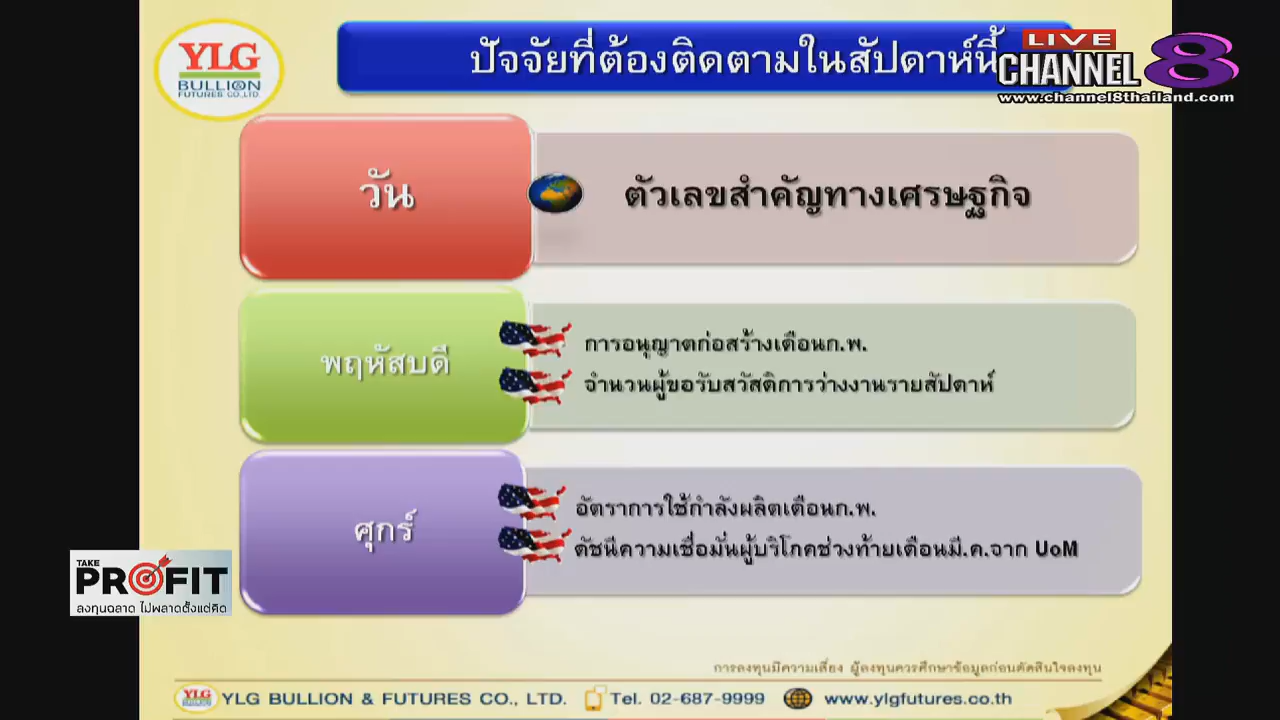 YLG
BULLION
FUTURES CO.,LTD.
ปัจจัยที่ต้องติดตามในสัปดาห์นี้
LIVE
CHANNEL 8
www.channel8thailand.com
วัน
ตัวเลขสำคัญทางเศรษฐกิจ
พฤหัสบดี
การอนุญาตก่อสร้างเดือนก.พ.
จำนวนผู้ขอรับสวัสดิการว่างงานรายสัปดาห์
ศุกร์
อัตราการใช้กำลังผลิตเดือนก.พ.
ดัชนีความเชื่อมั่นผู้บริโภคช่วงท้ายเดือนมี.ค.จาก UoM
TAKE
PROFIT
ลงทุนฉลาด ไม่พลาดตั้งแต่คิด
การลงทุนมีความเสี่ยง ผู้ลงทุนควรศึกษาข้อมูลก่อนตัดสินใจลงทุน
YLG
YLG BULLION & FUTURES CO., LTD. Tel. 02-687-9999 www.ylgfutures.co.th